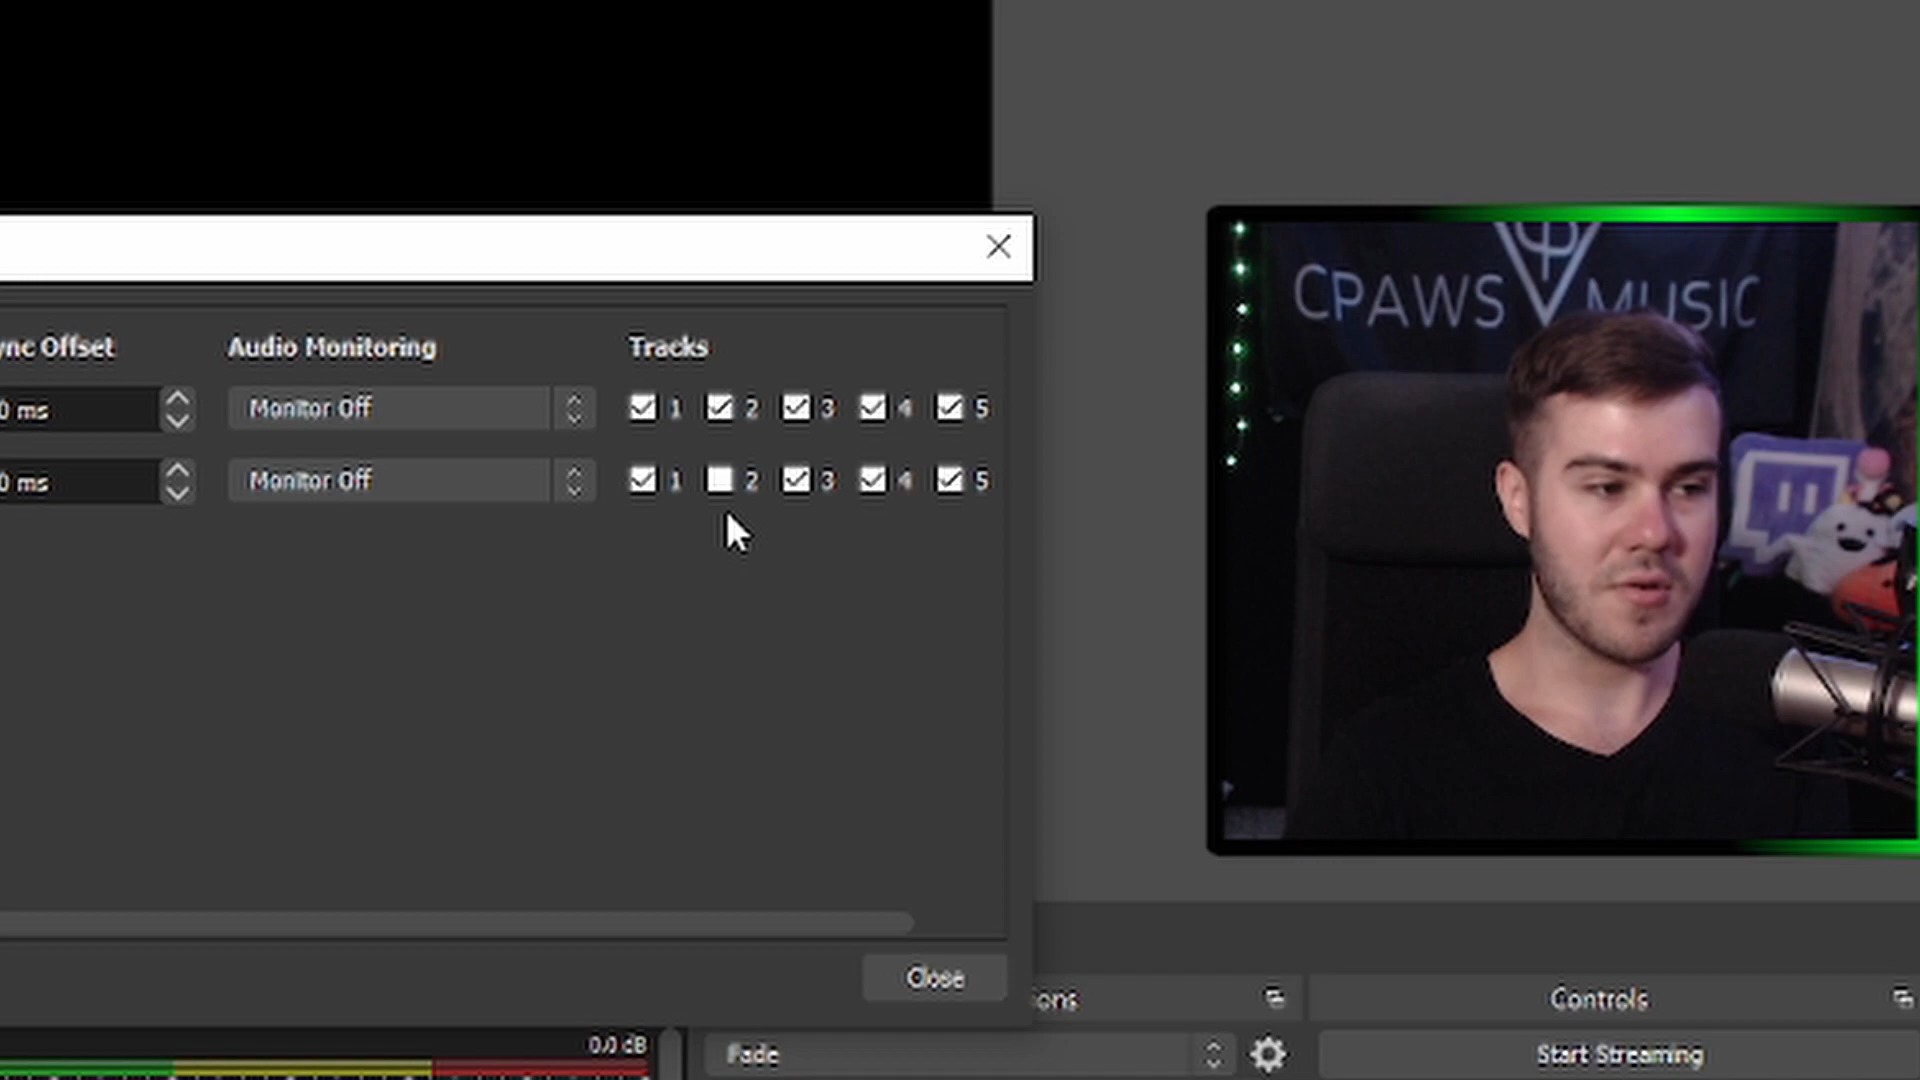 CPAWS MUSIC
ync Offset Audio Monitoring Tracks
0 ms Monitor Off 1 2 3 4 5
0 ms Monitor Off 1 2 3 4 5
Close
ons Controls
0.0 dB Fade Start Streaming